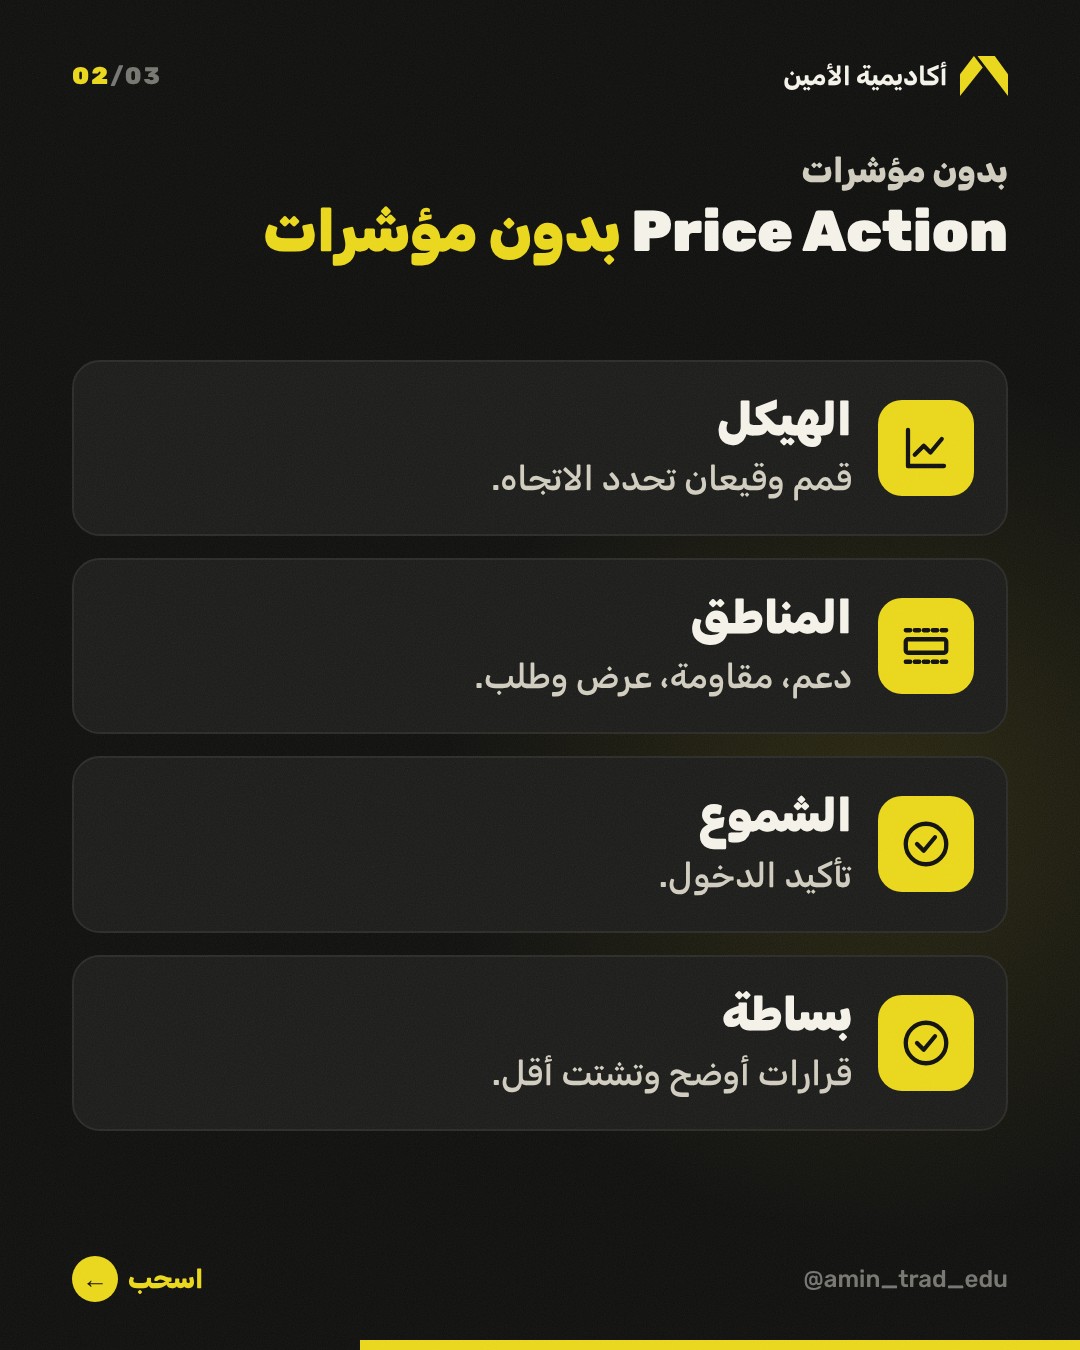 أكاديمية الأمين
02/03
بدون مؤشرات
Price Action بدون مؤشرات
الهيكل
قمم وقيعان تحدد الاتجاه.
المناطق
دعم، مقاومة، عرض وطلب.
الشموع
تأكيد الدخول.
بساطة
قرارات أوضح وتشتت أقل.
@amin_trad_edu
اسحب ←